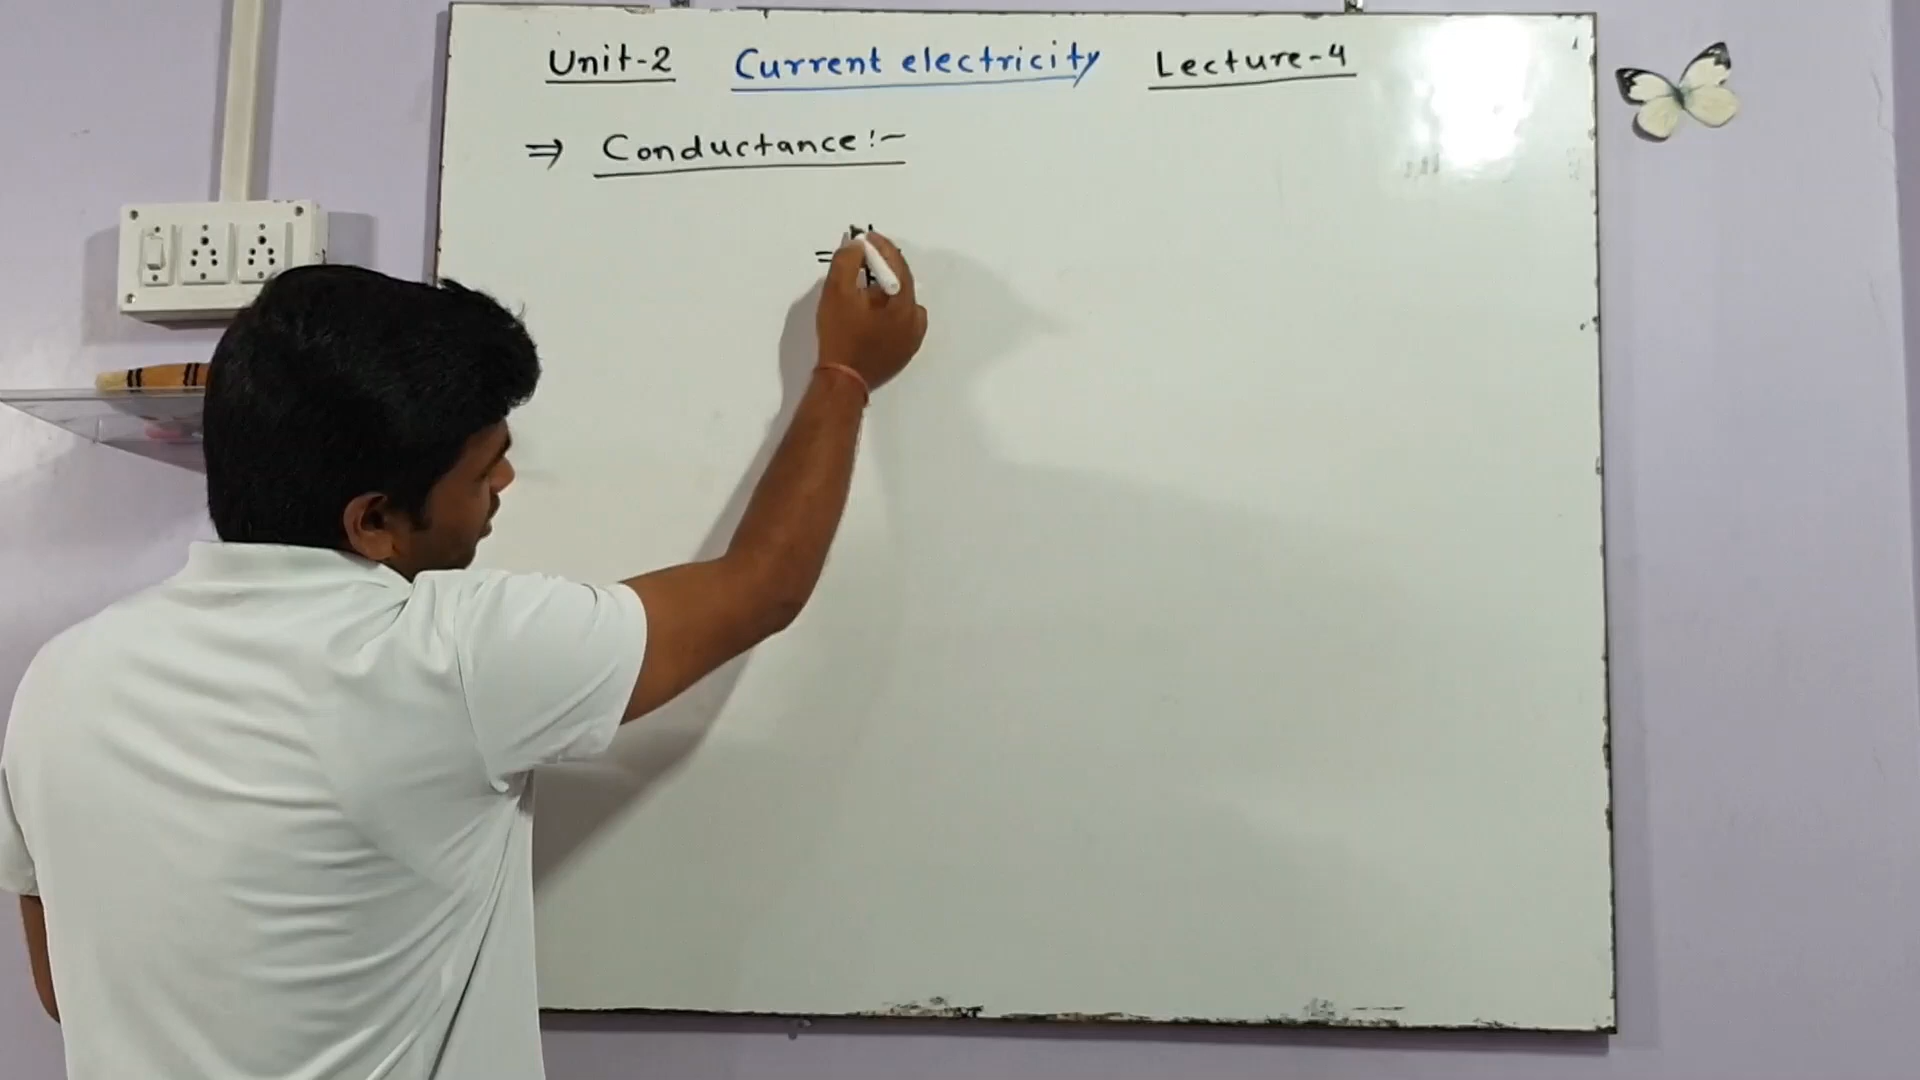 Unit-2 Current electricity Lecture-4
⇒ Conductance:-
=